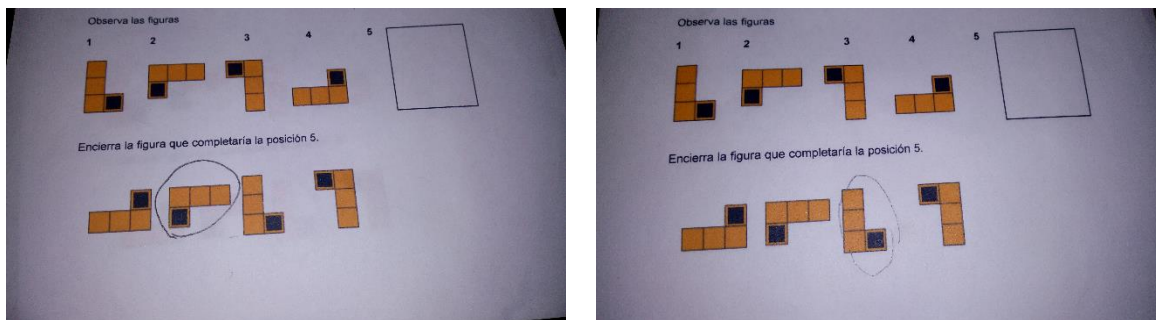 Observa las figuras
1 2 3 4 5
Encierra la figura que completaría la posición 5.
Observa las figuras
1 2 3 4 5
Encierra la figura que completaría la posición 5.